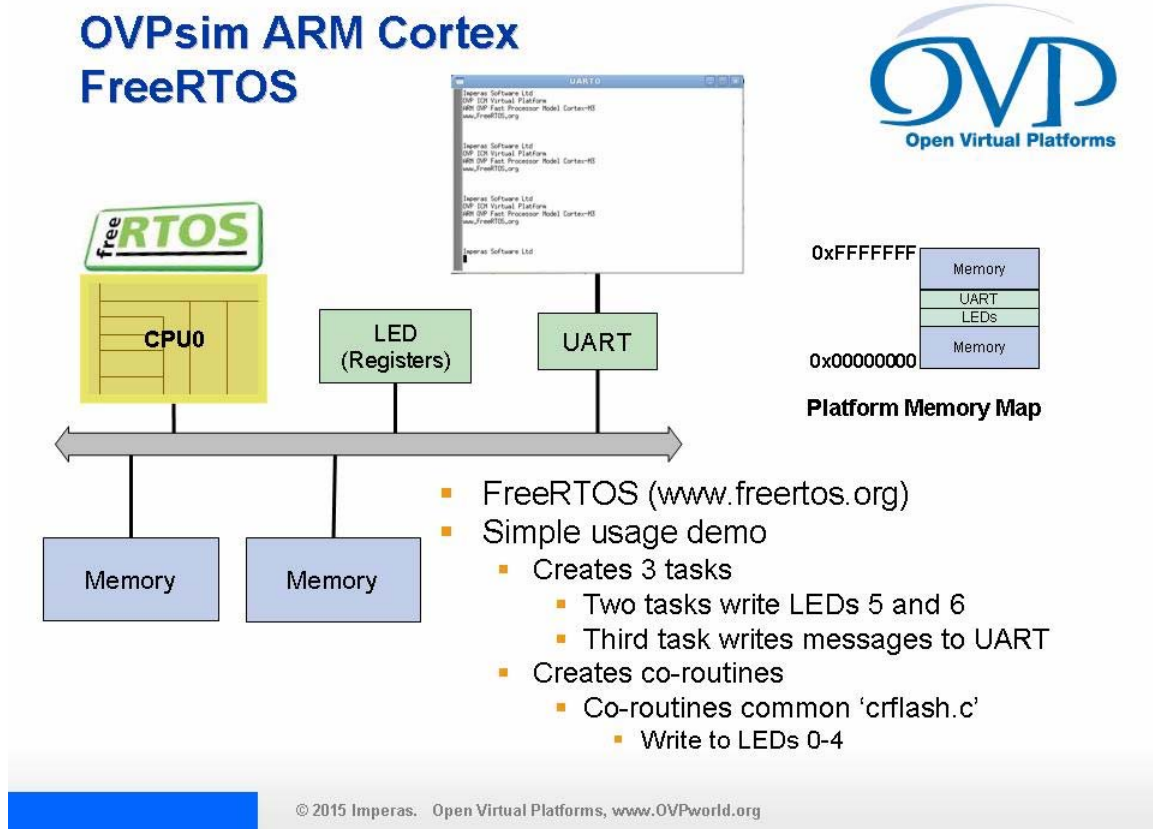 OVPsim ARM Cortex
FreeRTOS
UART0
Imperas Software Ltd
OVP ICM Virtual Platform
ARM OVP Fast Processor Model Cortex-M3
www.FreeRTOS.org
Imperas Software Ltd
OVP ICM Virtual Platform
ARM OVP Fast Processor Model Cortex-M3
www.FreeRTOS.org
Imperas Software Ltd
OVP ICM Virtual Platform
ARM OVP Fast Processor Model Cortex-M3
www.FreeRTOS.org
Imperas Software Ltd
OVP
Open Virtual Platforms
free RTOS
CPU0
LED
(Registers)
UART
Memory
Memory
0xFFFFFFF
Memory
UART
LEDs
Memory
0x00000000
Platform Memory Map
FreeRTOS (www.freertos.org)
Simple usage demo
Creates 3 tasks
Two tasks write LEDs 5 and 6
Third task writes messages to UART
Creates co-routines
Co-routines common ‘crflash.c’
Write to LEDs 0-4
© 2015 Imperas. Open Virtual Platforms, www.OVPworld.org